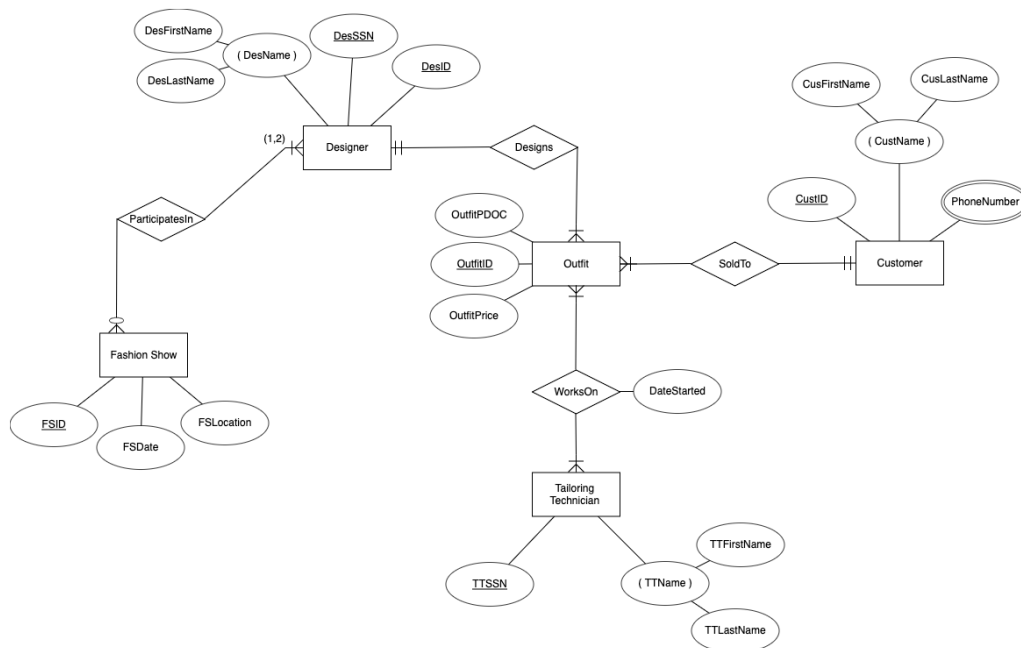 DesFirstName
DesSSN
( DesName )
DesLastName
DesID
CusFirstName
CusLastName
(1,2)
Designer
Designs
( CustName )
ParticipatesIn
OutfitPDOC
CustID
PhoneNumber
OutfitID
Outfit
SoldTo
Customer
OutfitPrice
Fashion Show
WorksOn
DateStarted
FSID
FSDate
FSLocation
Tailoring
Technician
TTFirstName
TTSSN
( TTName )
TTLastName